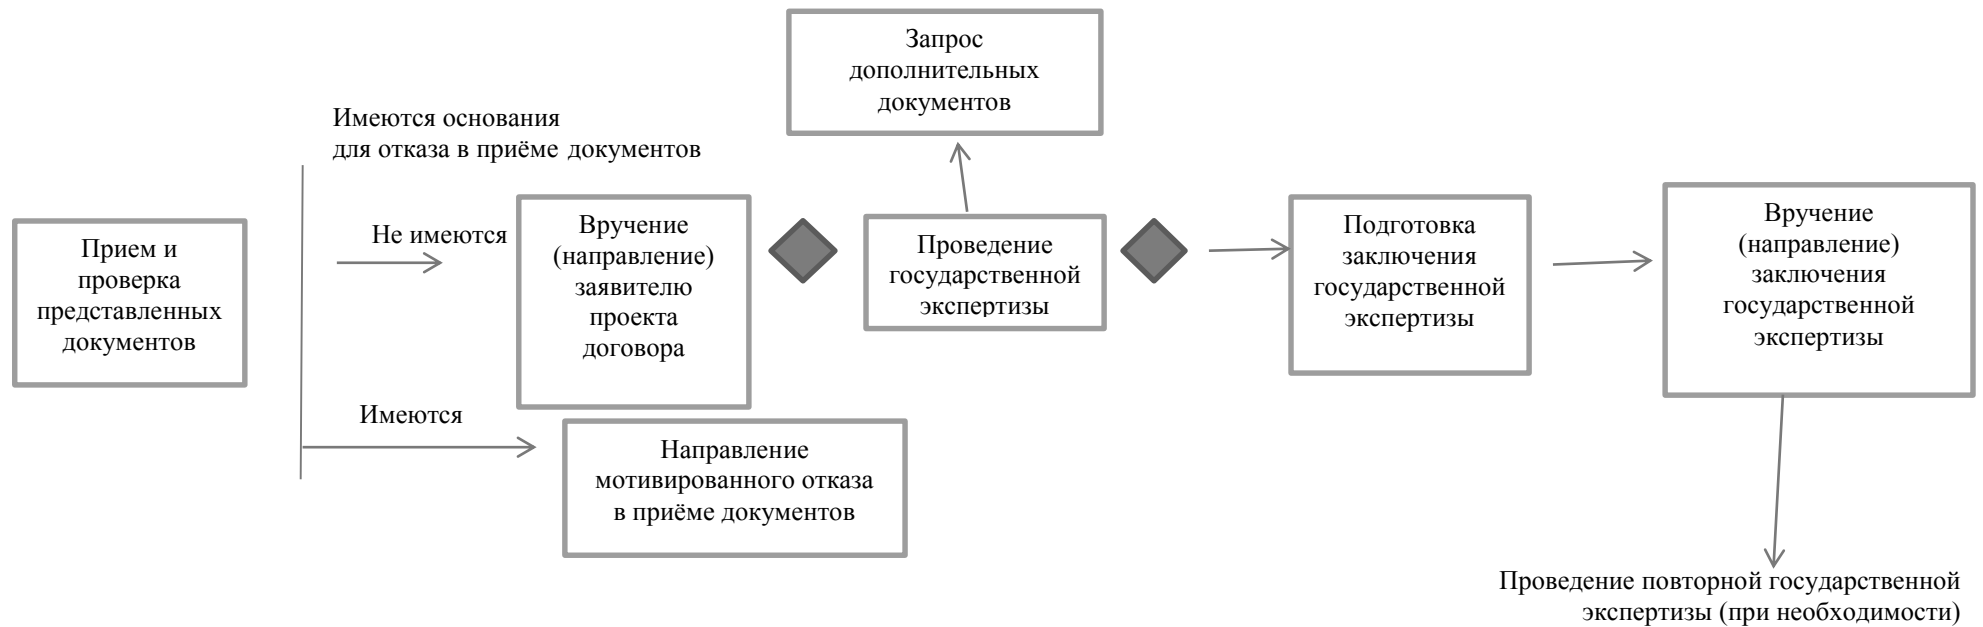 Запрос
дополнительных
документов
Имеются основания
для отказа в приёме документов
Прием и
проверка
представленных
документов
Не имеются
Вручение
(направление)
заявителю
проекта
договора
Проведение
государственной
экспертизы
Подготовка
заключения
государственной
экспертизы
Вручение
(направление)
заключения
государственной
экспертизы
Имеются
Направление
мотивированного отказа
в приёме документов
Проведение повторной государственной
экспертизы (при необходимости)